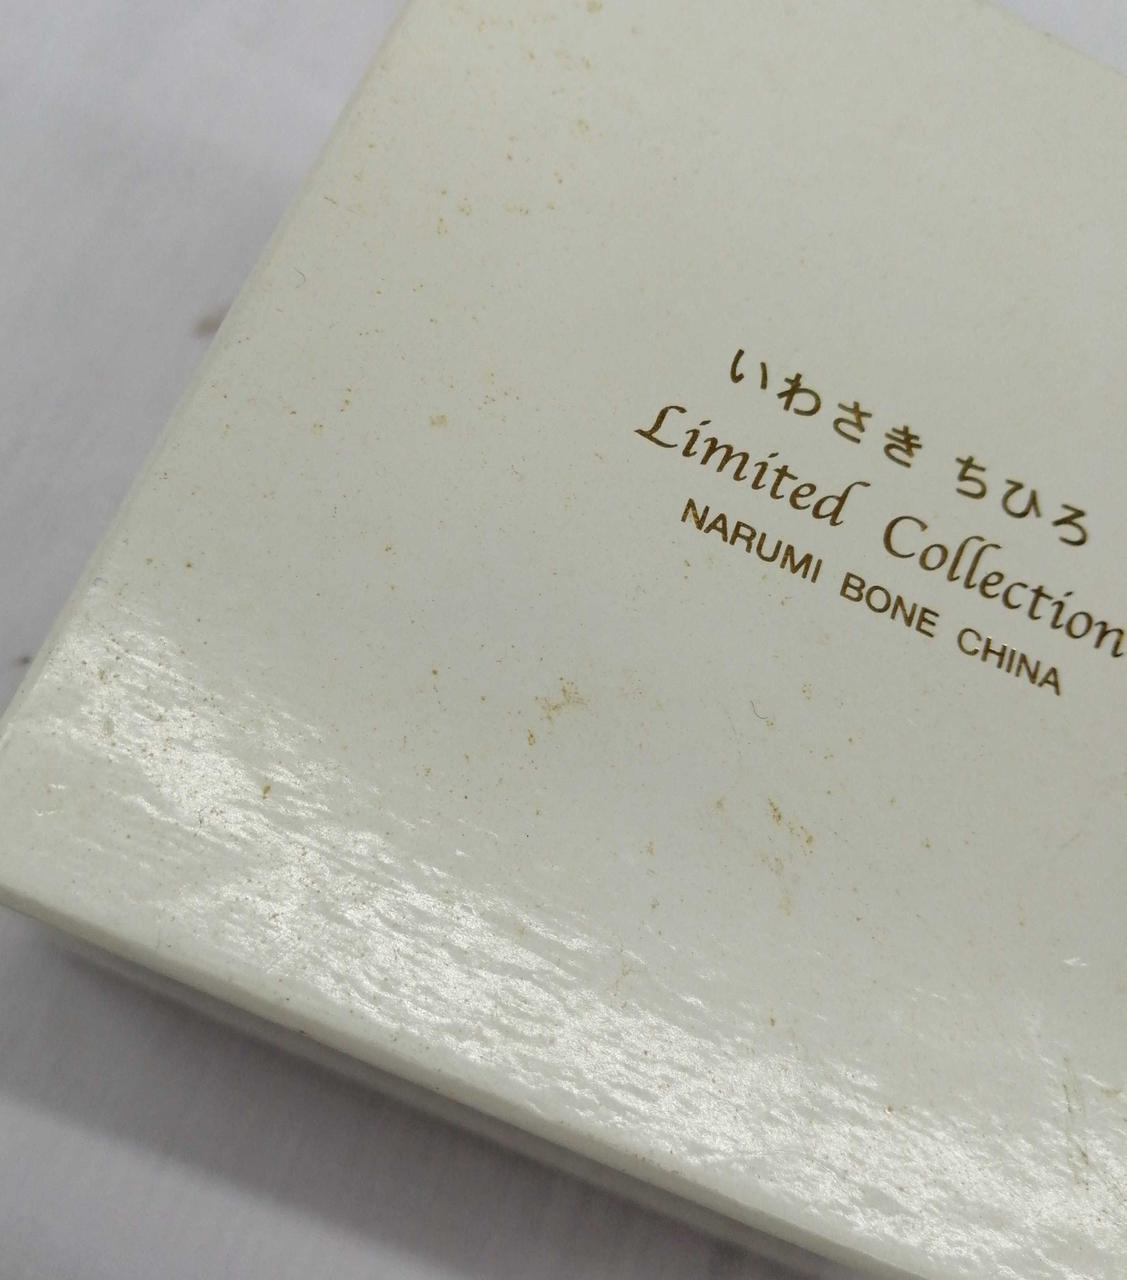 いわさき ちひろ
Limited Collection
NARUMI BONE CHINA